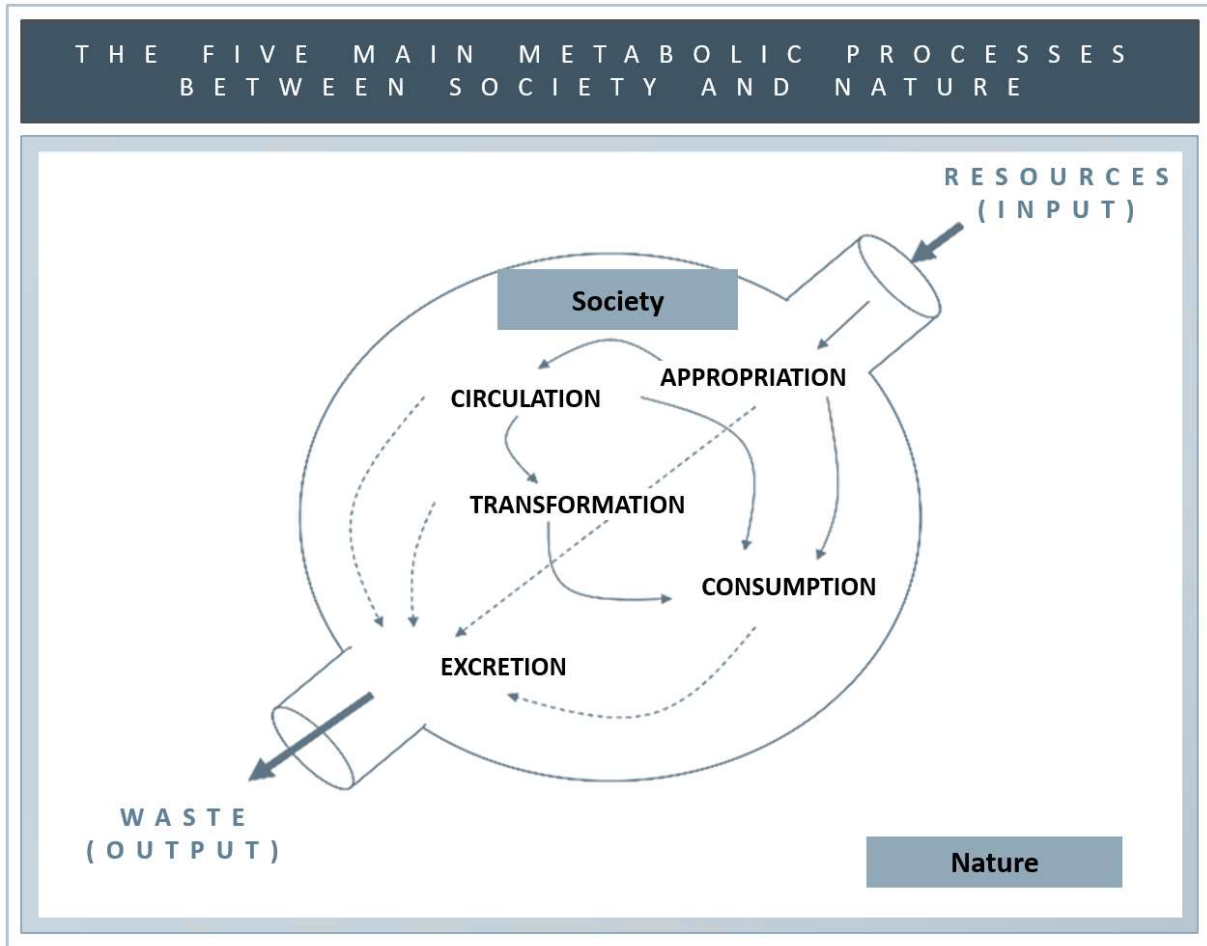 THE FIVE MAIN METABOLIC PROCESSES
BETWEEN SOCIETY AND NATURE
RESOURCES
(INPUT)
Society
APPROPRIATION
CIRCULATION
TRANSFORMATION
CONSUMPTION
EXCRETION
WASTE
(OUTPUT)
Nature